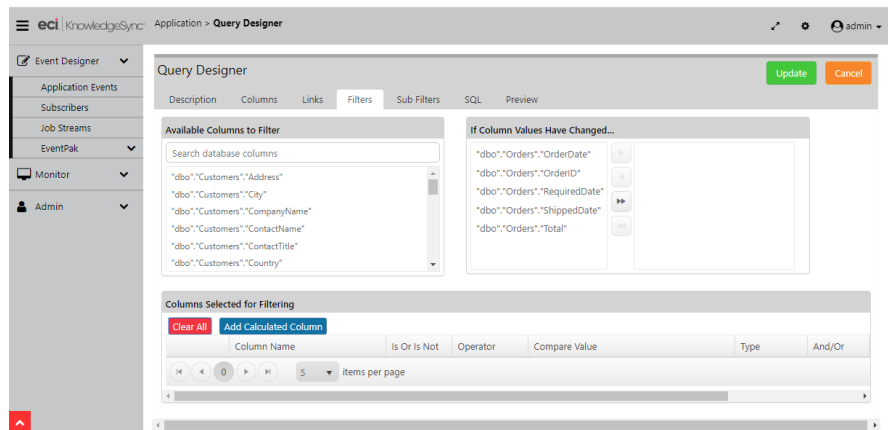 eci KnowledgeSync Application > Query Designer admin
Event Designer
Application Events
Subscribers
Job Streams
EventPak
Monitor
Admin
Query Designer Update Cancel
Description Columns Links Filters Sub Filters SQL Preview
Available Columns to Filter
Search database columns
"dbo"."Customers"."Address"
"dbo"."Customers"."City"
"dbo"."Customers"."CompanyName"
"dbo"."Customers"."ContactName"
"dbo"."Customers"."ContactTitle"
"dbo"."Customers"."Country"
If Column Values Have Changed...
"dbo"."Orders"."OrderDate"
"dbo"."Orders"."OrderID"
"dbo"."Orders"."RequiredDate"
"dbo"."Orders"."ShippedDate"
"dbo"."Orders"."Total"
Columns Selected for Filtering
Clear All Add Calculated Column
Column Name Is Or Is Not Operator Compare Value Type And/Or
0 5 items per page